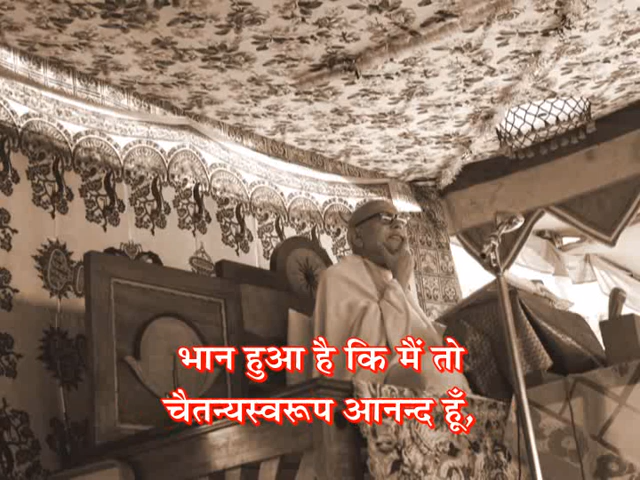 भान हुआ है कि मैं तो
चैतन्यस्वरूप आनन्द हूँ,